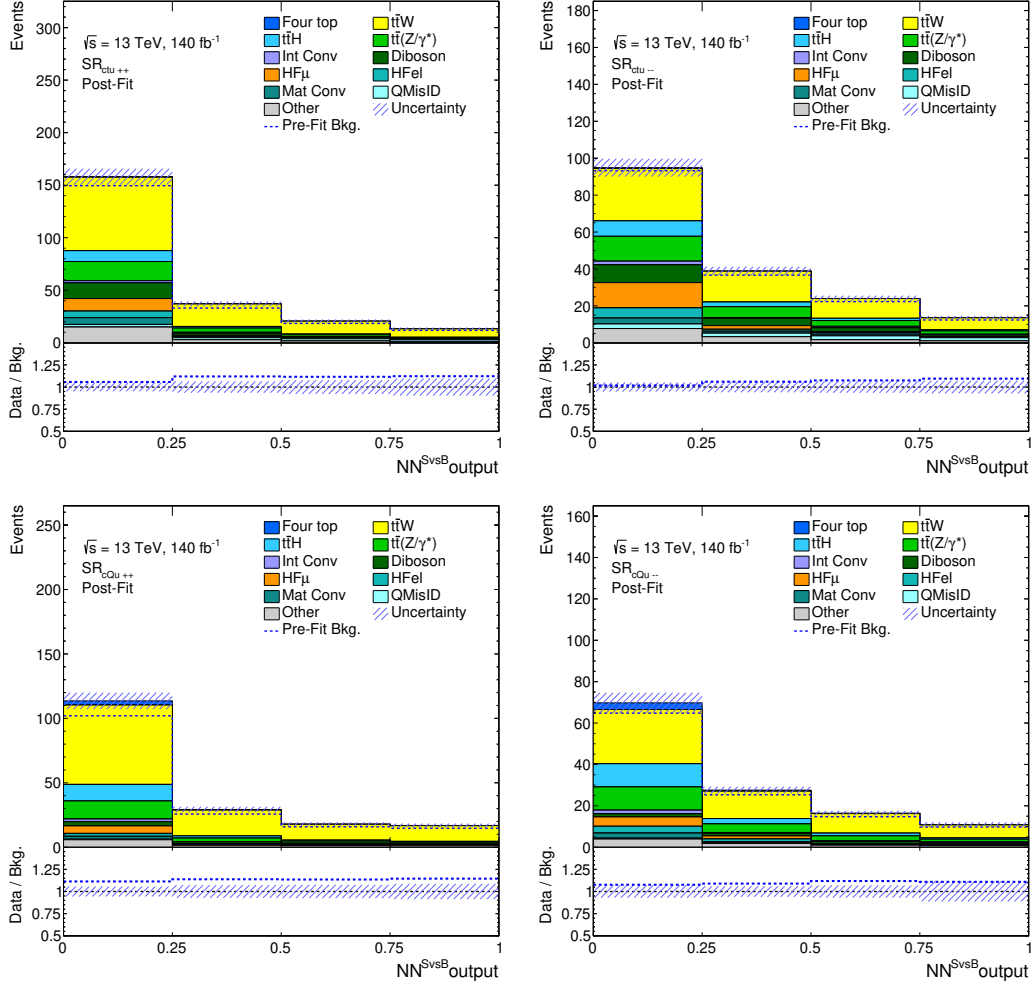 Events
300
250
200
150
100
50
0
√s = 13 TeV, 140 fb⁻¹
SR_ctu ++
Post-Fit
Four top tt̄W
tt̄H tt̄(Z/γ*)
Int Conv Diboson
HFμ HFel
Mat Conv QMisID
Other Uncertainty
Pre-Fit Bkg.
Data / Bkg.
1.25
1
0.75
0.5
0 0.25 0.5 0.75 1
NN^SvsB output
Events
180
160
140
120
100
80
60
40
20
0
√s = 13 TeV, 140 fb⁻¹
SR_ctu --
Post-Fit
Four top tt̄W
tt̄H tt̄(Z/γ*)
Int Conv Diboson
HFμ HFel
Mat Conv QMisID
Other Uncertainty
Pre-Fit Bkg.
Data / Bkg.
1.25
1
0.75
0.5
0 0.25 0.5 0.75 1
NN^SvsB output
Events
250
200
150
100
50
0
√s = 13 TeV, 140 fb⁻¹
SR_cQu ++
Post-Fit
Four top tt̄W
tt̄H tt̄(Z/γ*)
Int Conv Diboson
HFμ HFel
Mat Conv QMisID
Other Uncertainty
Pre-Fit Bkg.
Data / Bkg.
1.25
1
0.75
0.5
0 0.25 0.5 0.75 1
NN^SvsB output
Events
160
140
120
100
80
60
40
20
0
√s = 13 TeV, 140 fb⁻¹
SR_cQu --
Post-Fit
Four top tt̄W
tt̄H tt̄(Z/γ*)
Int Conv Diboson
HFμ HFel
Mat Conv QMisID
Other Uncertainty
Pre-Fit Bkg.
Data / Bkg.
1.25
1
0.75
0.5
0 0.25 0.5 0.75 1
NN^SvsB output